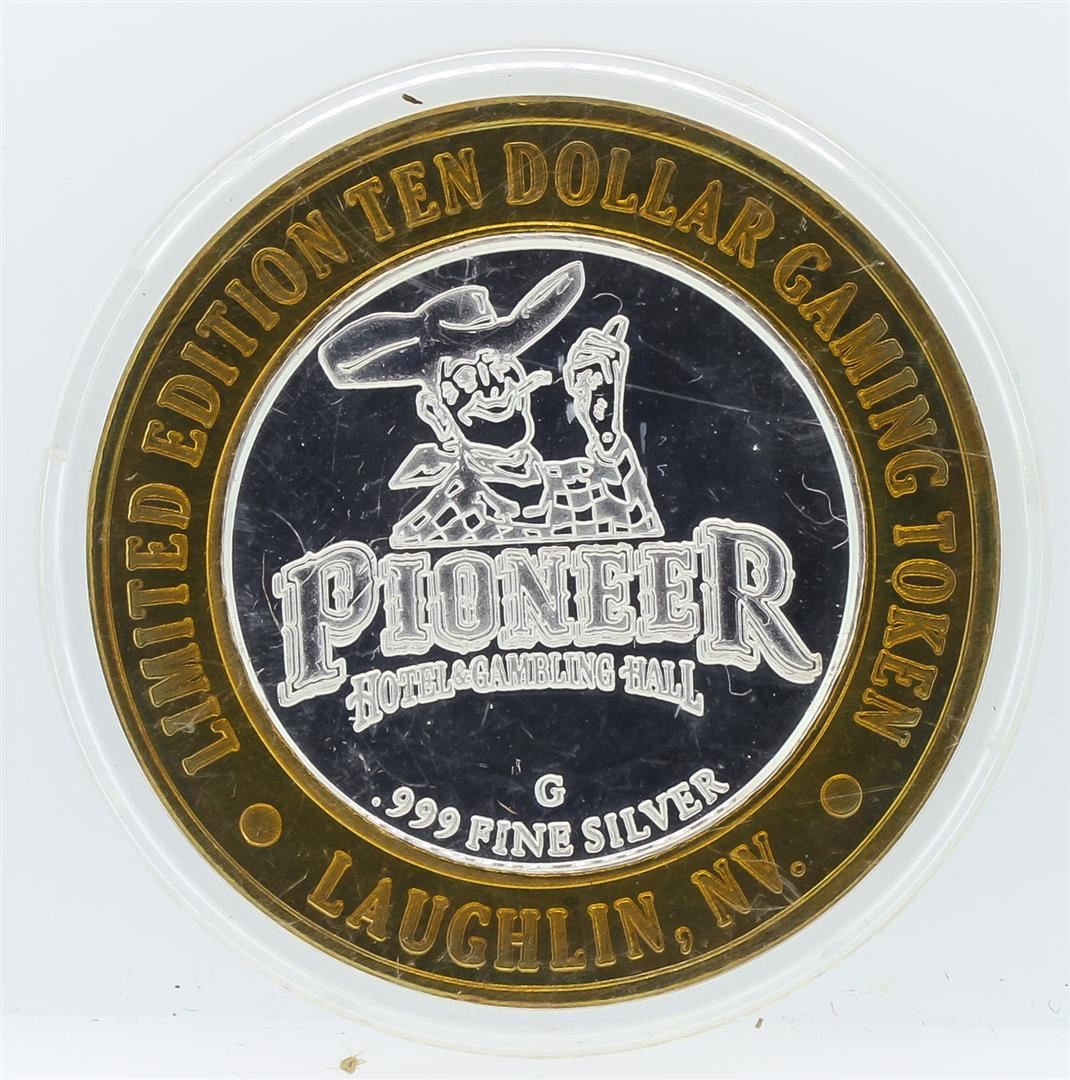 LIMITED EDITION TEN DOLLAR GAMING TOKEN
PIONEER
HOTEL & GAMBLING HALL
G
.999 FINE SILVER
LAUGHLIN, NV.